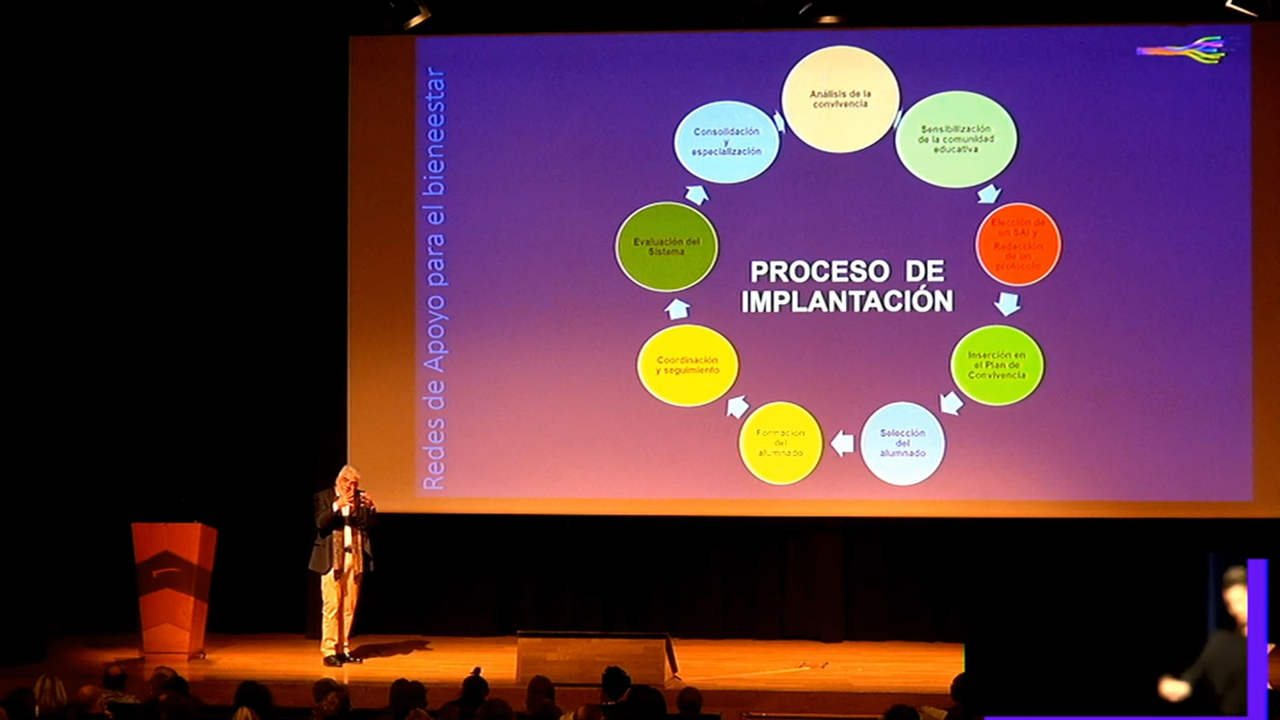 Redes de Apoyo para el bieneestar
Análisis de la
convivencia
Sensibilización
de la comunidad
educativa
Elección de
un SAI y
Redacción
de un
protocolo
Inserción en
el Plan de
Convivencia
Selección
del
alumnado
Formación
del
alumnado
Coordinación
y seguimiento
Evaluación del
Sistema
Consolidación
y
especialización
PROCESO DE
IMPLANTACIÓN